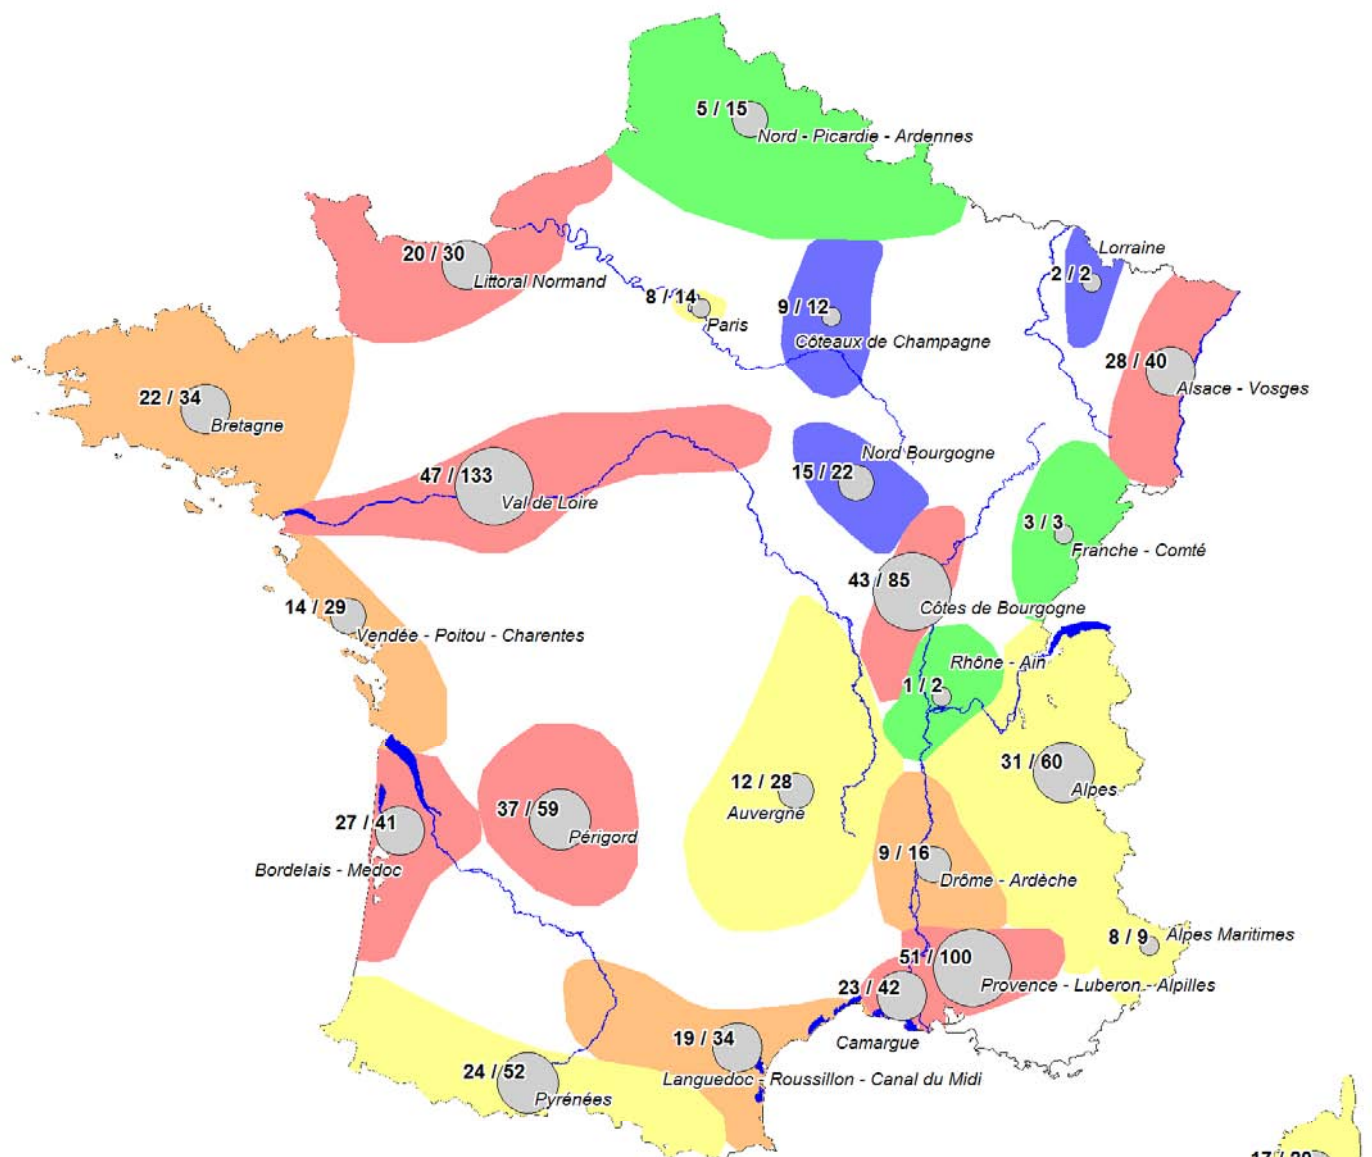 5 / 15
Nord - Picardie - Ardennes
20 / 30
Littoral Normand
Lorraine
2 / 2
8 / 14
Paris
9 / 12
Côteaux de Champagne
28 / 40
Alsace - Vosges
22 / 34
Bretagne
47 / 133
Val de Loire
Nord Bourgogne
15 / 22
3 / 3
Franche - Comté
43 / 85
Côtes de Bourgogne
14 / 29
Vendée - Poitou - Charentes
Rhône - Ain
1 / 2
31 / 60
Alpes
12 / 28
Auvergne
37 / 59
Périgord
27 / 41
Bordelais - Medoc
9 / 16
Drôme - Ardèche
8 / 9
Alpes Maritimes
51 / 100
Provence - Luberon - Alpilles
23 / 42
Camargue
19 / 34
Languedoc - Roussillon - Canal du Midi
24 / 52
Pyrénées